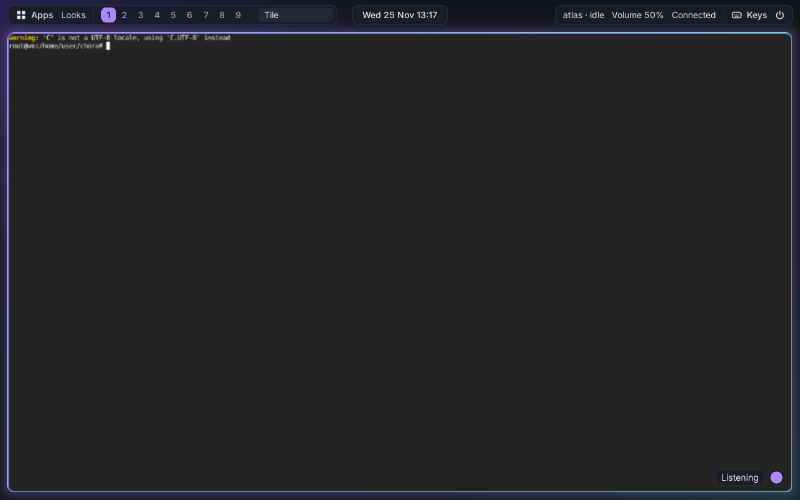 Apps Looks 1 2 3 4 5 6 7 8 9 Tile
Wed 25 Nov 13:17
atlas · idle Volume 50% Connected Keys
warning: 'C' is not a UTF-8 locale, using 'C.UTF-8' instead
root@vm:/home/user/chora#
Listening